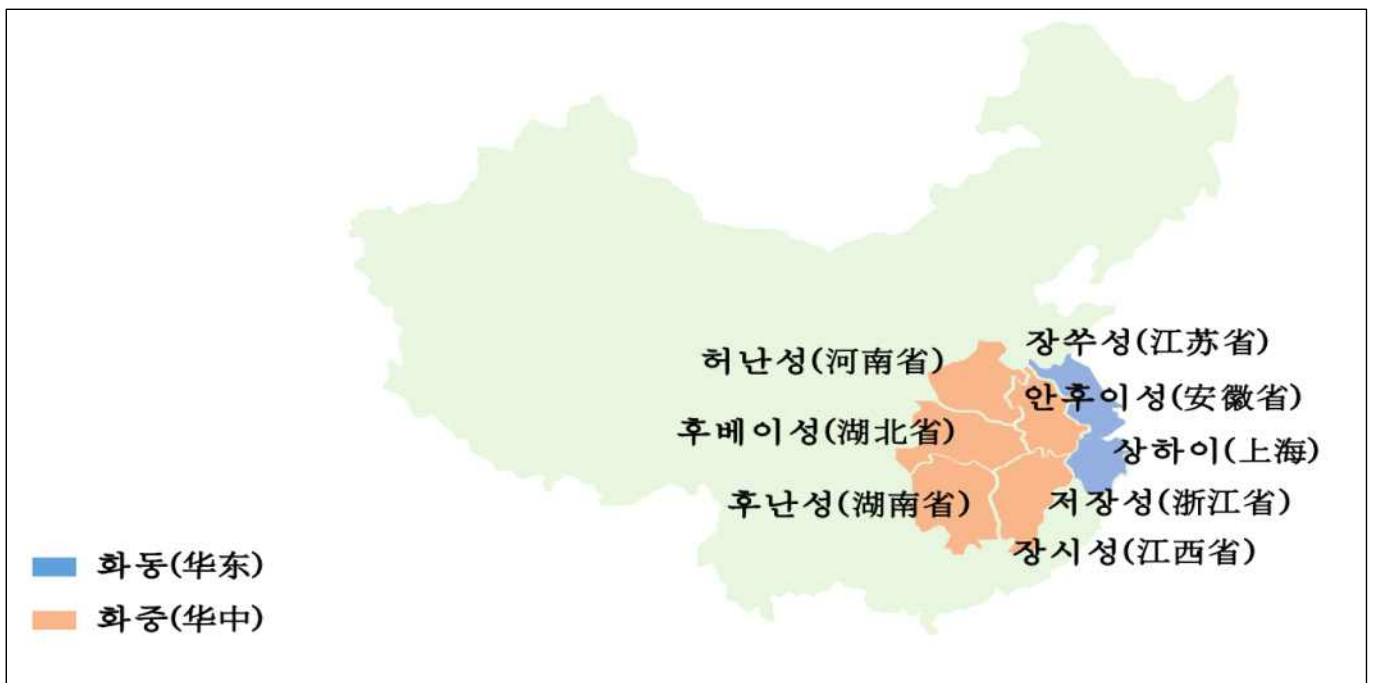 장쑤성(江苏省)
허난성(河南省)
안후이성(安徽省)
후베이성(湖北省)
상하이(上海)
후난성(湖南省)
저장성(浙江省)
장시성(江西省)
화동(华东)
화중(华中)